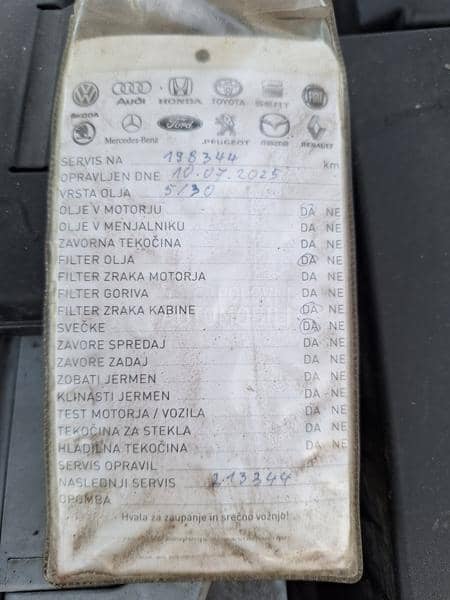 AUDI HONDA TOYOTA SEAT FIAT
ŠKODA Mercedes-Benz Ford PEUGEOT mazda RENAULT
SERVIS NA 198344 km
OPRAVLJEN DNE 10.07.2025
VRSTA OLJA 5/30
OLJE V MOTORJU DA NE
OLJE V MENJALNIKU DA NE
ZAVORNA TEKOČINA DA NE
FILTER OLJA DA NE
FILTER ZRAKA MOTORJA DA NE
FILTER GORIVA DA NE
FILTER ZRAKA KABINE DA NE
SVEČKE DA NE
ZAVORE SPREDAJ DA NE
ZAVORE ZADAJ DA NE
ZOBATI JERMEN DA NE
KLINASTI JERMEN DA NE
TEST MOTORJA / VOZILA DA NE
TEKOČINA ZA STEKLA DA NE
HLADILNA TEKOČINA DA NE
SERVIS OPRAVIL
NASLEDNJI SERVIS 213344
OPOMBA
Hvala za zaupanje in srečno vožnjo!